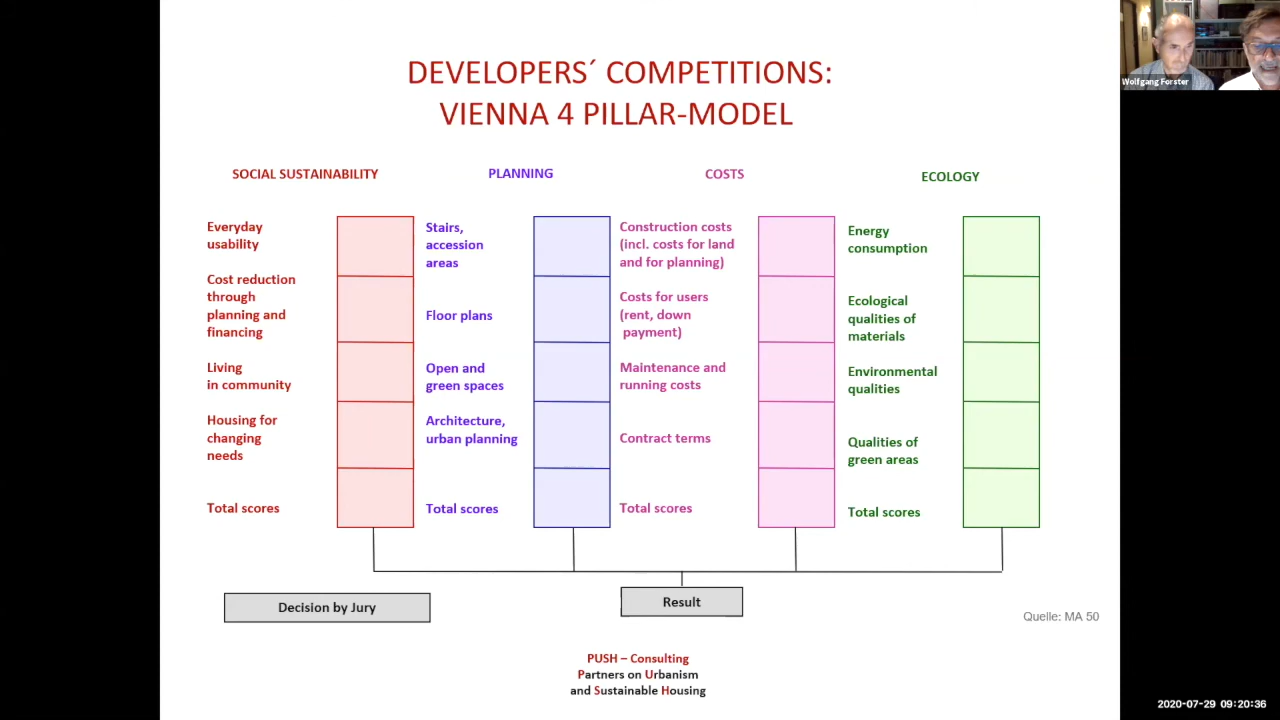 DEVELOPERS´ COMPETITIONS:
VIENNA 4 PILLAR-MODEL
SOCIAL SUSTAINABILITY
Everyday
usability
Cost reduction
through
planning and
financing
Living
in community
Housing for
changing
needs
Total scores
PLANNING
Stairs,
accession
areas
Floor plans
Open and
green spaces
Architecture,
urban planning
Total scores
COSTS
Construction costs
(incl. costs for land
and for planning)
Costs for users
(rent, down
payment)
Maintenance and
running costs
Contract terms
Total scores
ECOLOGY
Energy
consumption
Ecological
qualities of
materials
Environmental
qualities
Qualities of
green areas
Total scores
Decision by Jury
Result
Quelle: MA 50
PUSH – Consulting
Partners on Urbanism
and Sustainable Housing
Wolfgang Forster
2020-07-29 09:20:36